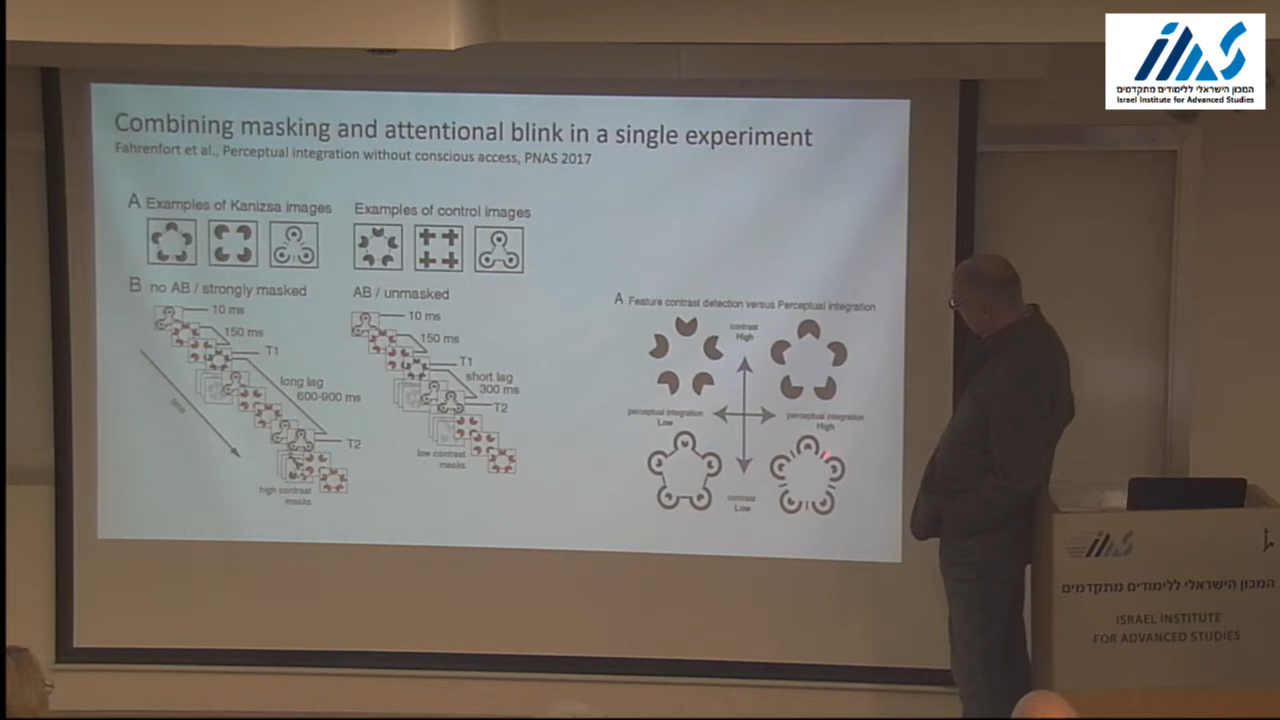 המכון הישראלי ללימודים מתקדמים
Israel Institute for Advanced Studies
Combining masking and attentional blink in a single experiment
Fahrenfort et al., Perceptual integration without conscious access, PNAS 2017
A Examples of Kanizsa images
Examples of control images
B no AB / strongly masked
AB / unmasked
10 ms
150 ms
T1
long lag
600-900 ms
T2
time
high contrast
masks
10 ms
150 ms
T1
short lag
300 ms
T2
low contrast
masks
A Feature contrast detection versus Perceptual integration
contrast
High
perceptual integration
Low
perceptual integration
High
contrast
Low
המכון הישראלי ללימודים מתקדמים
ISRAEL INSTITUTE
FOR ADVANCED STUDIES